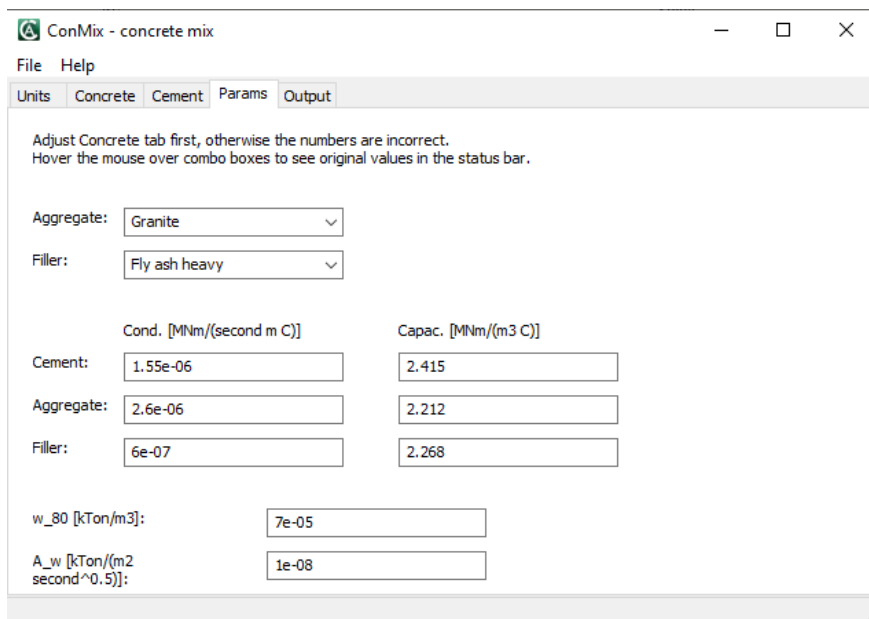 ConMix - concrete mix
File Help
Units Concrete Cement Params Output
Adjust Concrete tab first, otherwise the numbers are incorrect.
Hover the mouse over combo boxes to see original values in the status bar.
Aggregate: Granite
Filler: Fly ash heavy
Cond. [MNm/(second m C)] Capac. [MNm/(m3 C)]
Cement: 1.55e-06 2.415
Aggregate: 2.6e-06 2.212
Filler: 6e-07 2.268
w_80 [kTon/m3]: 7e-05
A_w [kTon/(m2
second^0.5)]: 1e-08